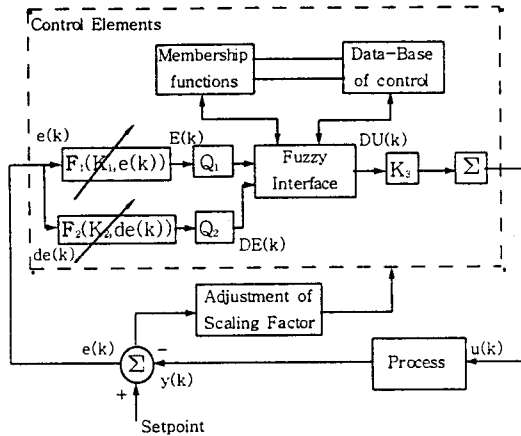 Control Elements
Membership
functions
Data-Base
of control
e(k)
E(k)
DU(k)
F₁(K₁,e(k))
Q₁
Fuzzy
Interface
K₃
Σ
F₂(K₂,de(k))
Q₂
de(k)
DE(k)
Adjustment of
Scaling Factor
e(k)
Σ
−
+
y(k)
Process
u(k)
Setpoint